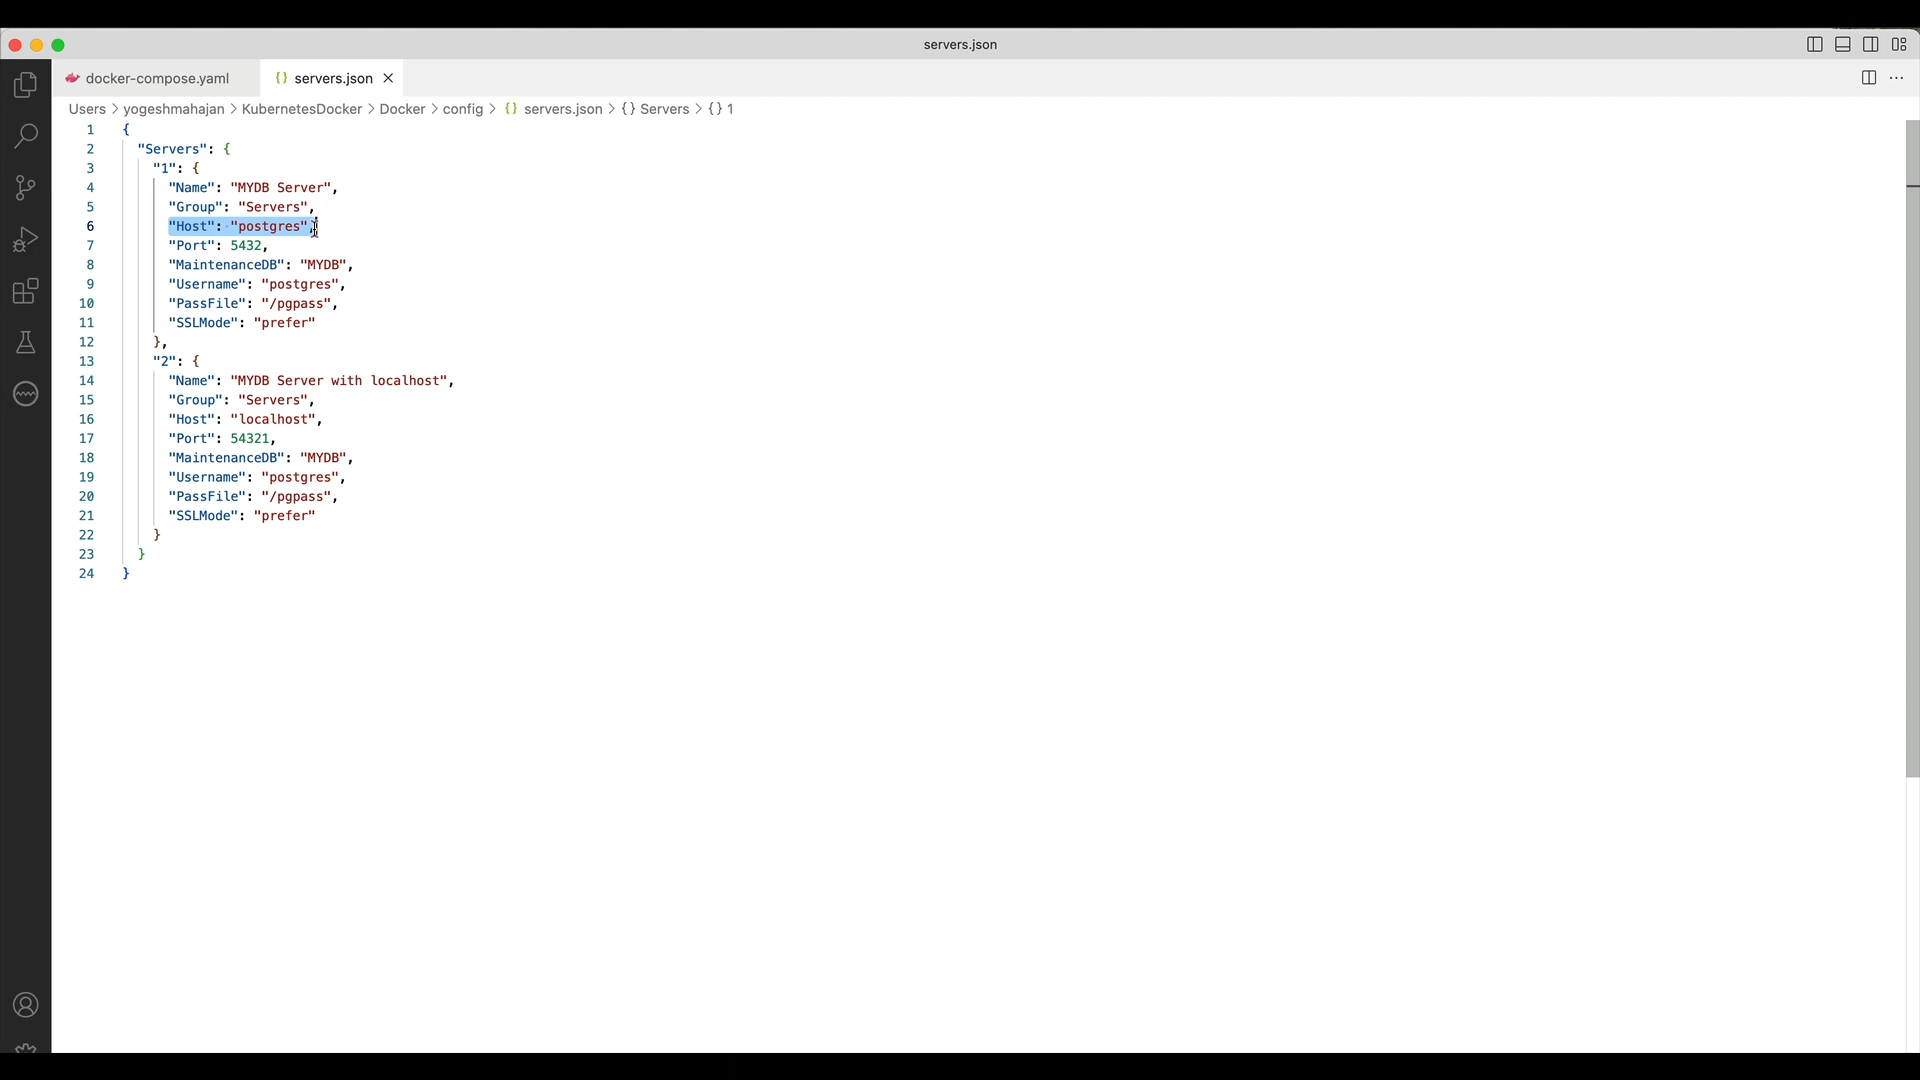 servers.json
docker-compose.yaml
{} servers.json
Users > yogeshmahajan > KubernetesDocker > Docker > config > {} servers.json > {} Servers > {} 1
1 {
2 "Servers": {
3 "1": {
4 "Name": "MYDB Server",
5 "Group": "Servers",
6 "Host": "postgres",
7 "Port": 5432,
8 "MaintenanceDB": "MYDB",
9 "Username": "postgres",
10 "PassFile": "/pgpass",
11 "SSLMode": "prefer"
12 },
13 "2": {
14 "Name": "MYDB Server with localhost",
15 "Group": "Servers",
16 "Host": "localhost",
17 "Port": 54321,
18 "MaintenanceDB": "MYDB",
19 "Username": "postgres",
20 "PassFile": "/pgpass",
21 "SSLMode": "prefer"
22 }
23 }
24 }